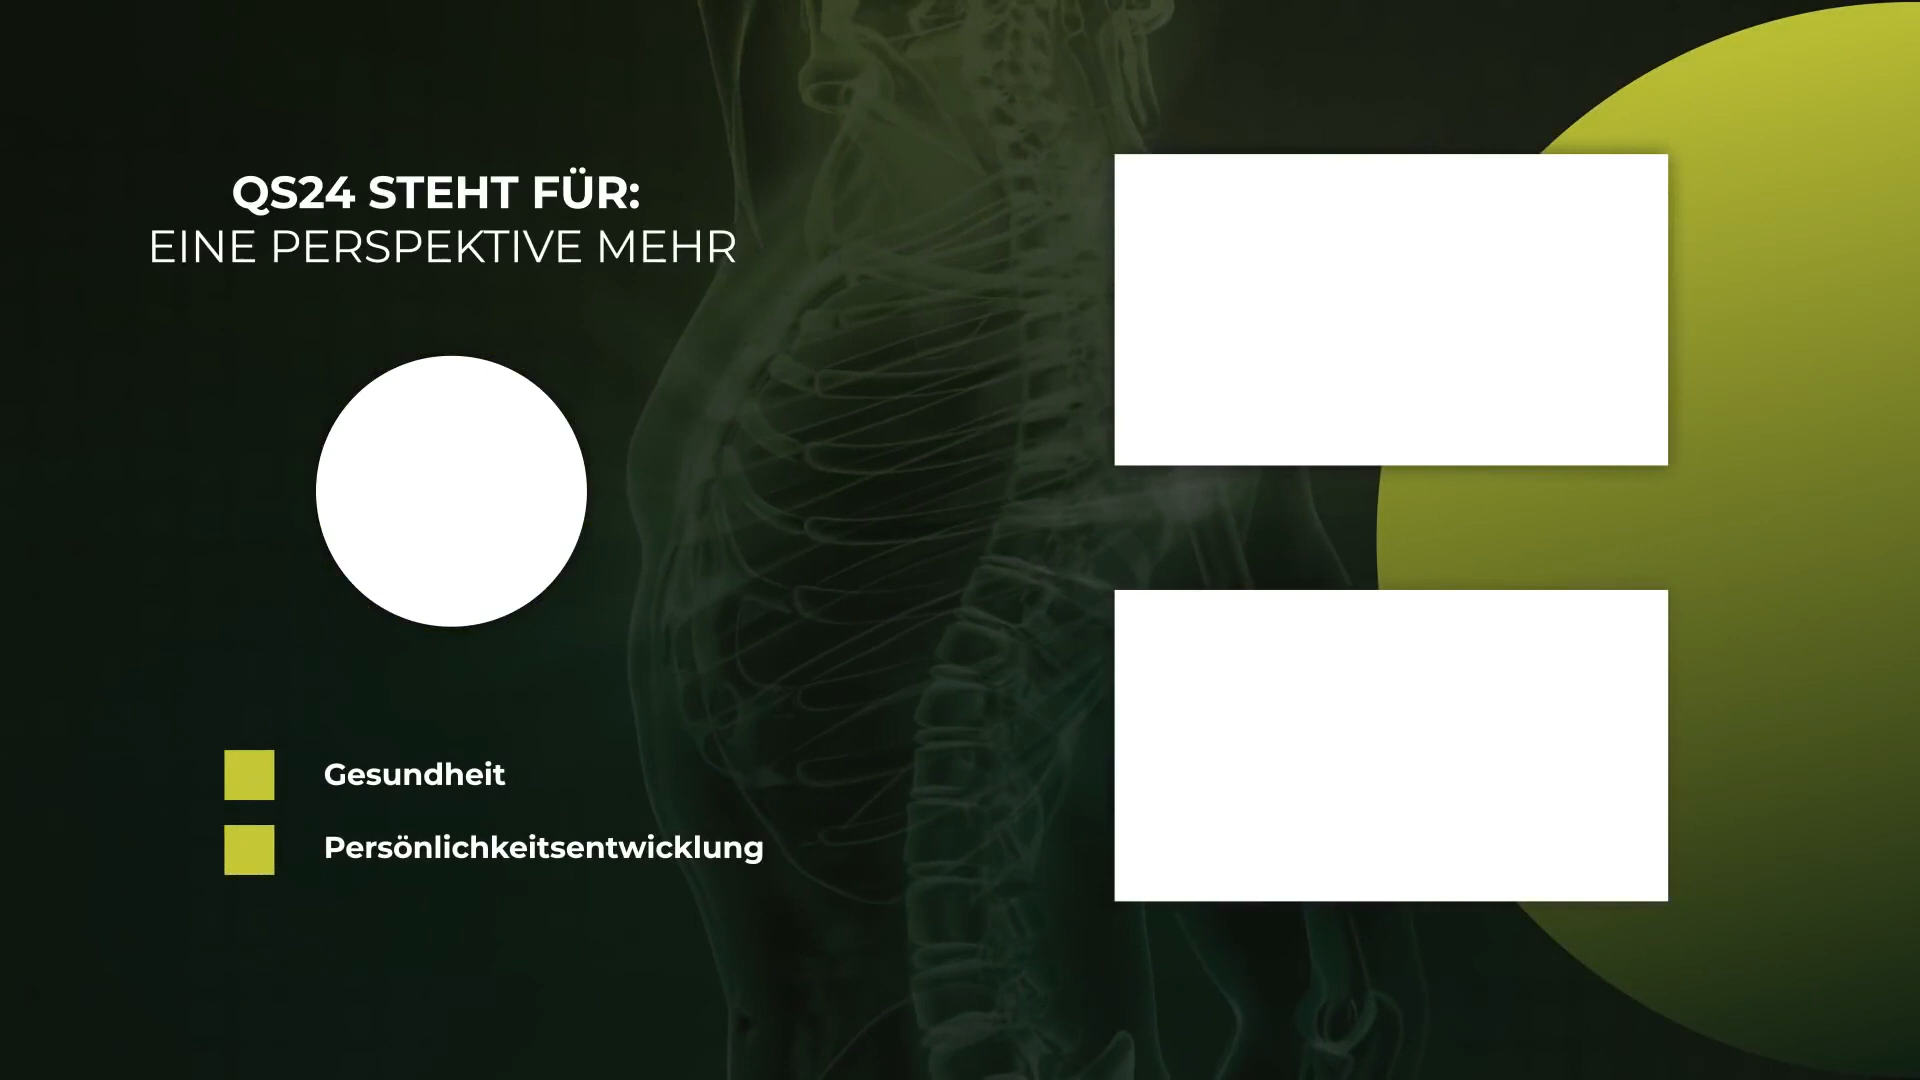 QS24 STEHT FÜR:
EINE PERSPEKTIVE MEHR
Gesundheit
Persönlichkeitsentwicklung